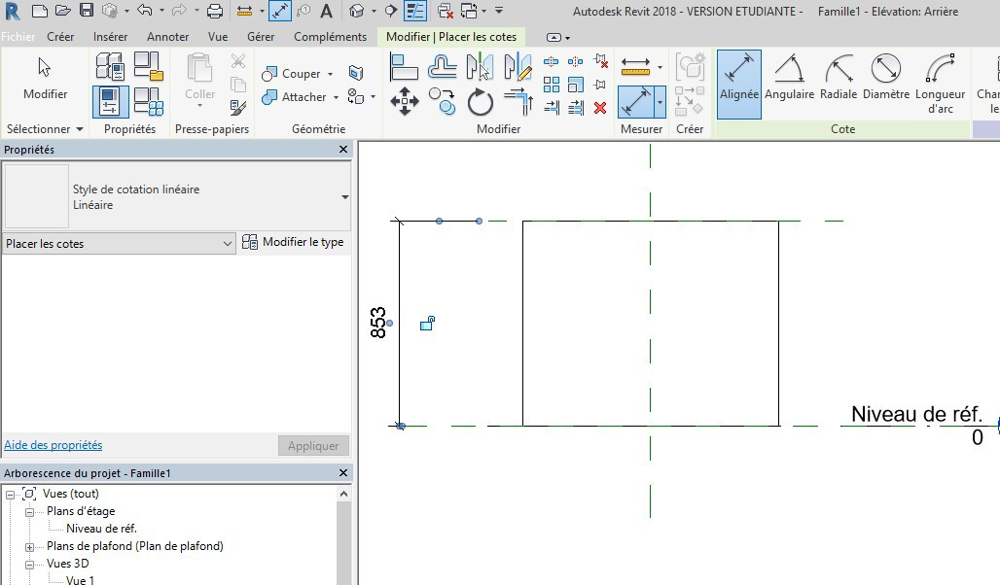 Autodesk Revit 2018 - VERSION ETUDIANTE - Famille1 - Elévation: Arrière
Fichier Créer Insérer Annoter Vue Gérer Compléments Modifier | Placer les cotes
Modifier
Coller
Couper
Attacher
Alignée Angulaire Radiale Diamètre Longueur d'arc
Sélectionner Propriétés Presse-papiers Géométrie Modifier Mesurer Créer Cote
Propriétés
Style de cotation linéaire
Linéaire
Placer les cotes Modifier le type
853
Niveau de réf.
0
Aide des propriétés Appliquer
Arborescence du projet - Famille1
Vues (tout)
Plans d'étage
Niveau de réf.
Plans de plafond (Plan de plafond)
Vues 3D
Vue 1